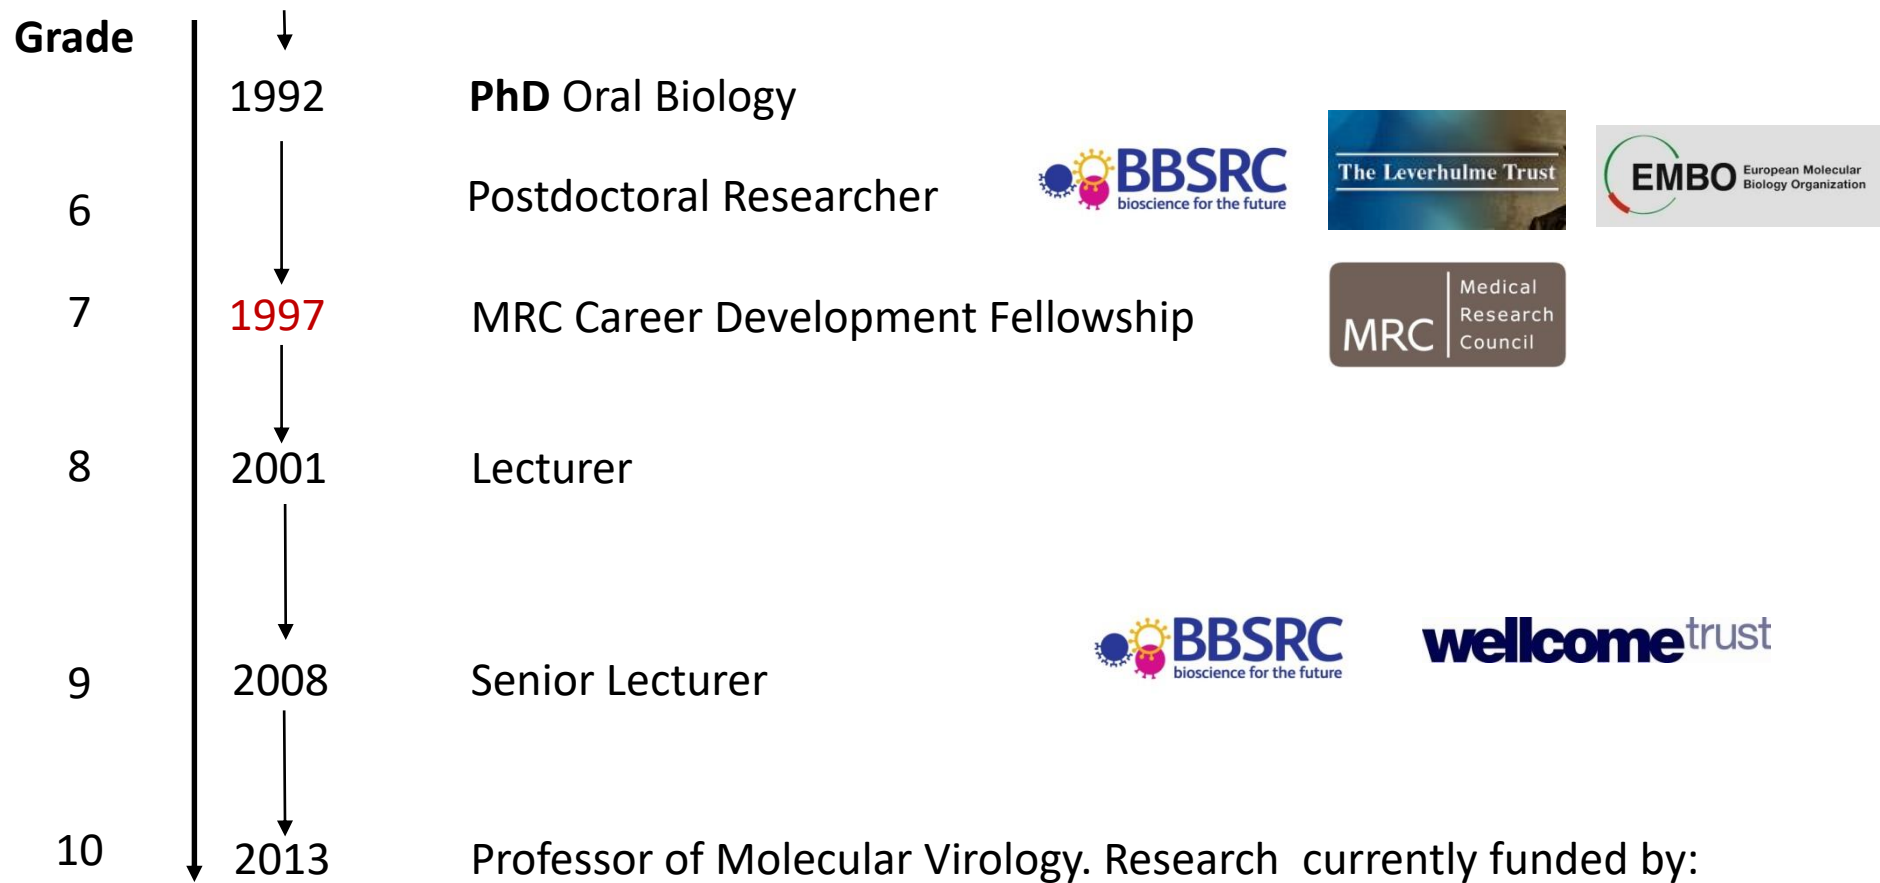 Grade
1992 PhD Oral Biology
6 Postdoctoral Researcher
BBSRC
bioscience for the future
The Leverhulme Trust
EMBO
European Molecular
Biology Organization
7 1997 MRC Career Development Fellowship
MRC
Medical
Research
Council
8 2001 Lecturer
9 2008 Senior Lecturer
BBSRC
bioscience for the future
wellcometrust
10 2013 Professor of Molecular Virology. Research currently funded by: